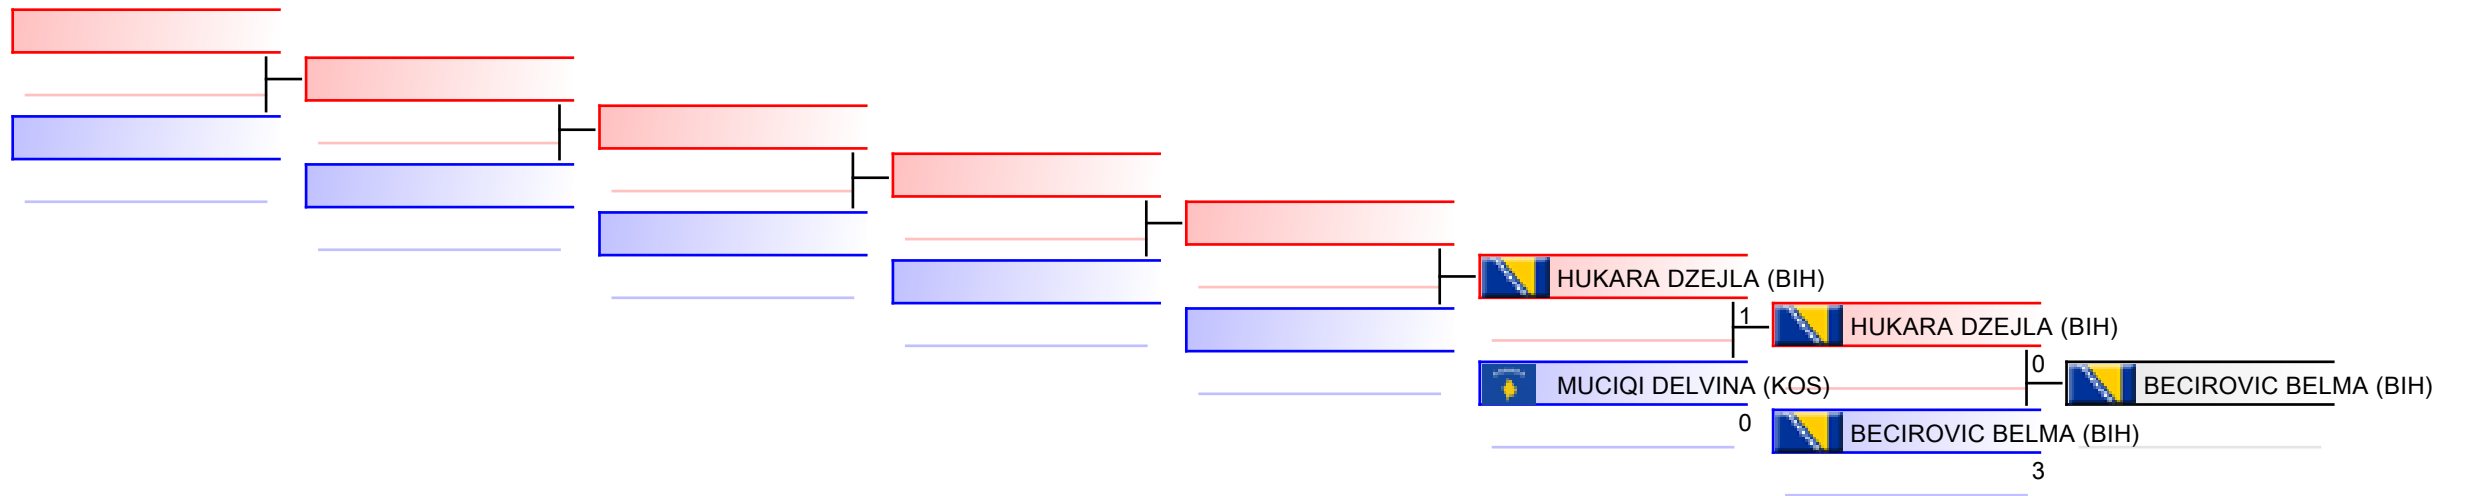 HUKARA DZEJLA (BIH)
1
HUKARA DZEJLA (BIH)
MUCIQI DELVINA (KOS)
0
0
BECIROVIC BELMA (BIH)
BECIROVIC BELMA (BIH)
3